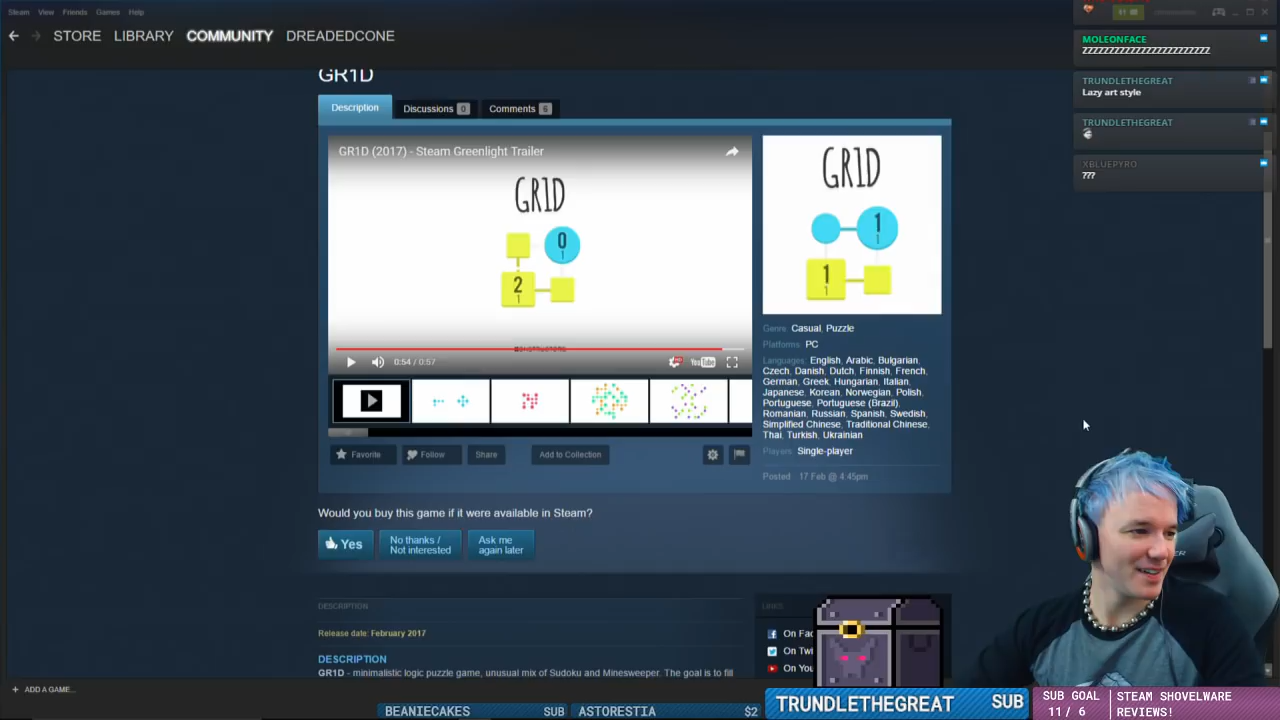 Steam View Friends Games Help
STORE LIBRARY COMMUNITY DREADEDCONE
MOLEONFACE
ZZZZZZZZZZZZZZZZZZZZZZZZZ
TRUNDLETHEGREAT
Lazy art style
TRUNDLETHEGREAT
XBLUEPYRO
???
GR1D
Description Discussions 0 Comments 6
GR1D (2017) - Steam Greenlight Trailer
GR1D
0
1
2
1
0:54 / 0:57
YouTube
GR1D
1
1
1
1
Genre: Casual, Puzzle
Platforms: PC
Languages: English, Arabic, Bulgarian,
Czech, Danish, Dutch, Finnish, French,
German, Greek, Hungarian, Italian,
Japanese, Korean, Norwegian, Polish,
Portuguese, Portuguese (Brazil),
Romanian, Russian, Spanish, Swedish,
Simplified Chinese, Traditional Chinese,
Thai, Turkish, Ukrainian
Players: Single-player
Posted 17 Feb @ 4:45pm
Favorite Follow Share Add to Collection
Would you buy this game if it were available in Steam?
Yes
No thanks /
Not interested
Ask me
again later
DESCRIPTION
Release date: February 2017
DESCRIPTION
GR1D - minimalistic logic puzzle game, unusual mix of Sudoku and Minesweeper. The goal is to fill
LINKS
On Fac
On Twi
On You
+ ADD A GAME...
BEANIECAKES SUB ASTORESTIA $2
TRUNDLETHEGREAT SUB
SUB GOAL
11 / 6
STEAM SHOVELWARE
REVIEWS!